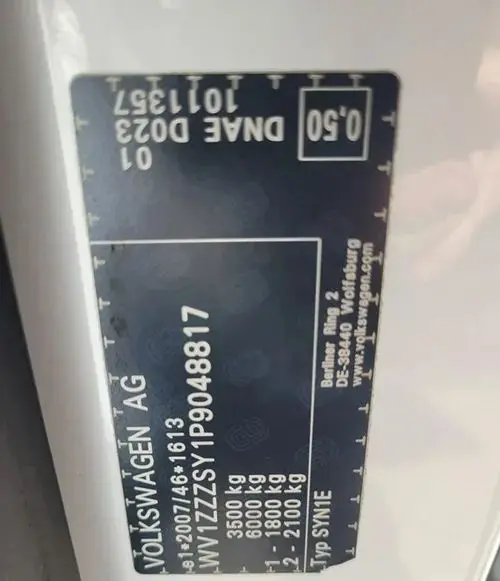 VOLKSWAGEN AG
e1*2007/46*1613
WV1ZZZSY1P9048817
3500 kg
6000 kg
1 - 1800 kg
2 - 2100 kg
Typ SYN1E
Berliner Ring 2
DE-38440 Wolfsburg
www.volkswagen.com
01
0,50
DNAE D023
1011357